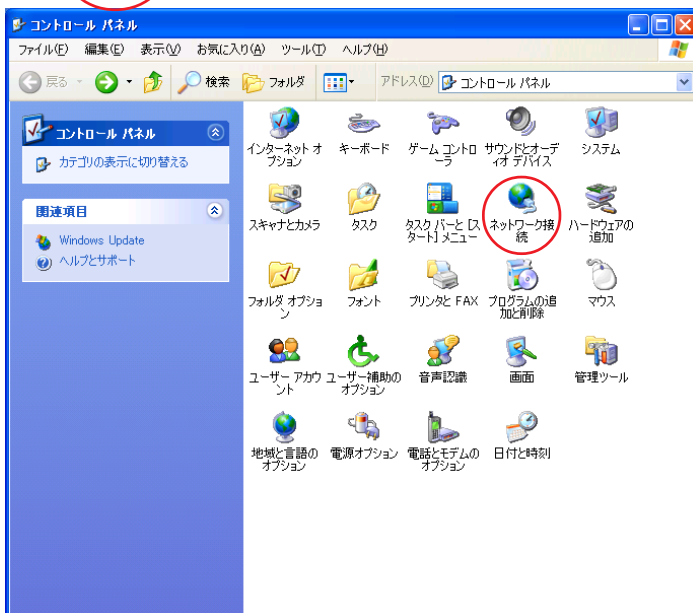 コントロール パネル
ファイル(F) 編集(E) 表示(V) お気に入り(A) ツール(T) ヘルプ(H)
戻る 検索 フォルダ アドレス(D) コントロール パネル
コントロール パネル
カテゴリの表示に切り替える
関連項目
Windows Update
ヘルプとサポート
インターネット オ
プション
キーボード
ゲーム コントロ
ーラ
サウンドとオーデ
ィオ デバイス
システム
スキャナとカメラ
タスク
タスク バーと [ス
タート] メニュー
ネットワーク接
続
ハードウェアの
追加
フォルダ オプショ
ン
フォント
プリンタと FAX
プログラムの追
加と削除
マウス
ユーザー アカウ
ント
ユーザー補助の
オプション
音声認識
画面
管理ツール
地域と言語の
オプション
電源オプション
電話とモデムの
オプション
日付と時刻